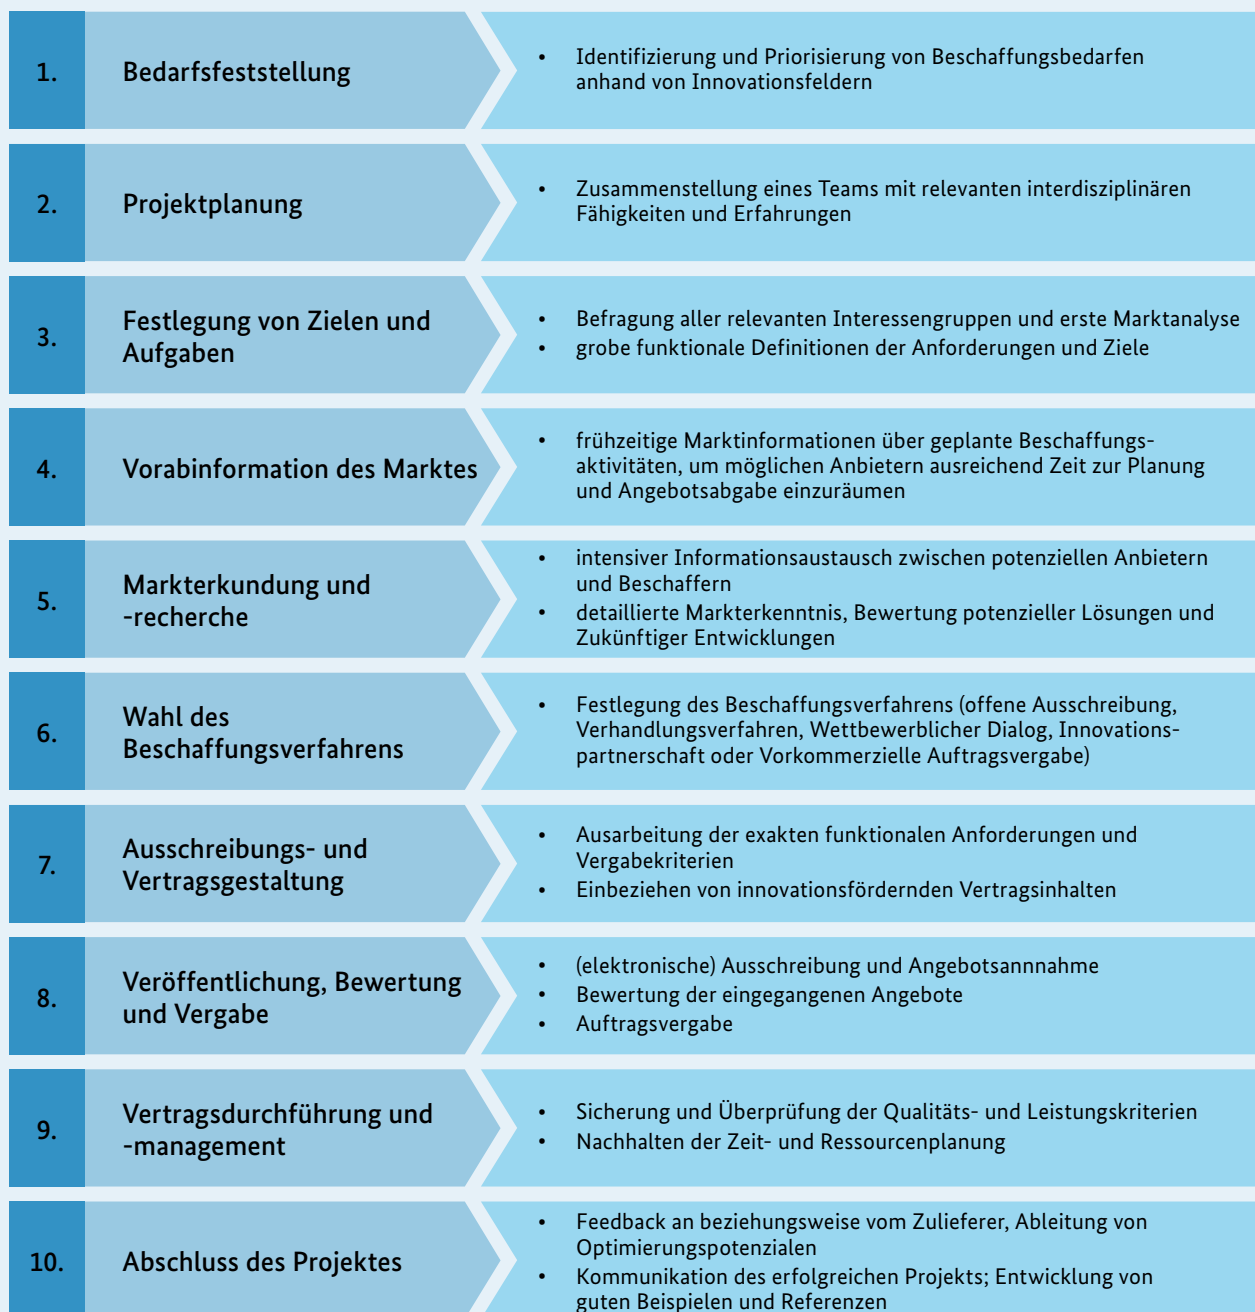 1.
Bedarfsfeststellung
• Identifizierung und Priorisierung von Beschaffungsbedarfen
anhand von Innovationsfeldern
2.
Projektplanung
• Zusammenstellung eines Teams mit relevanten interdisziplinären
Fähigkeiten und Erfahrungen
3.
Festlegung von Zielen und
Aufgaben
• Befragung aller relevanten Interessengruppen und erste Marktanalyse
• grobe funktionale Definitionen der Anforderungen und Ziele
4.
Vorabinformation des Marktes
• frühzeitige Marktinformationen über geplante Beschaffungs-
aktivitäten, um möglichen Anbietern ausreichend Zeit zur Planung
und Angebotsabgabe einzuräumen
5.
Markterkundung und
-recherche
• intensiver Informationsaustausch zwischen potenziellen Anbietern
und Beschaffern
• detaillierte Markterkenntnis, Bewertung potenzieller Lösungen und
Zukünftiger Entwicklungen
6.
Wahl des
Beschaffungsverfahrens
• Festlegung des Beschaffungsverfahrens (offene Ausschreibung,
Verhandlungsverfahren, Wettbewerblicher Dialog, Innovations-
partnerschaft oder Vorkommerzielle Auftragsvergabe)
7.
Ausschreibungs- und
Vertragsgestaltung
• Ausarbeitung der exakten funktionalen Anforderungen und
Vergabekriterien
• Einbeziehen von innovationsfördernden Vertragsinhalten
8.
Veröffentlichung, Bewertung
und Vergabe
• (elektronische) Ausschreibung und Angebotsannnahme
• Bewertung der eingegangenen Angebote
• Auftragsvergabe
9.
Vertragsdurchführung und
-management
• Sicherung und Überprüfung der Qualitäts- und Leistungskriterien
• Nachhalten der Zeit- und Ressourcenplanung
10.
Abschluss des Projektes
• Feedback an beziehungsweise vom Zulieferer, Ableitung von
Optimierungspotenzialen
• Kommunikation des erfolgreichen Projekts; Entwicklung von
guten Beispielen und Referenzen